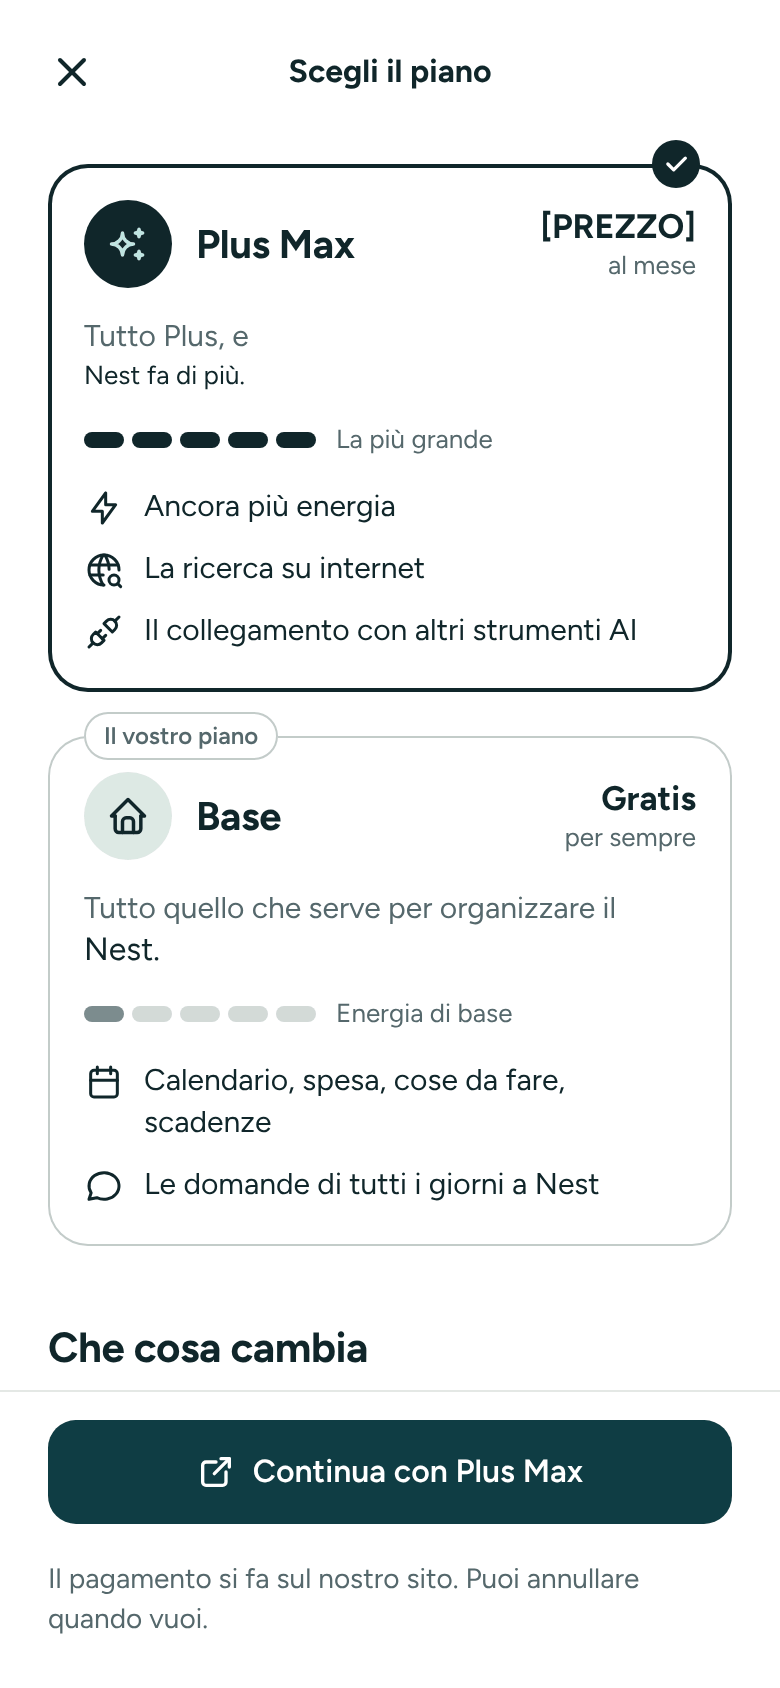 Scegli il piano
Plus Max
[PREZZO]
al mese
Tutto Plus, e
Nest fa di più.
La più grande
Ancora più energia
La ricerca su internet
Il collegamento con altri strumenti AI
Il vostro piano
Base
Gratis
per sempre
Tutto quello che serve per organizzare il
Nest.
Energia di base
Calendario, spesa, cose da fare,
scadenze
Le domande di tutti i giorni a Nest
Che cosa cambia
Continua con Plus Max
Il pagamento si fa sul nostro sito. Puoi annullare
quando vuoi.